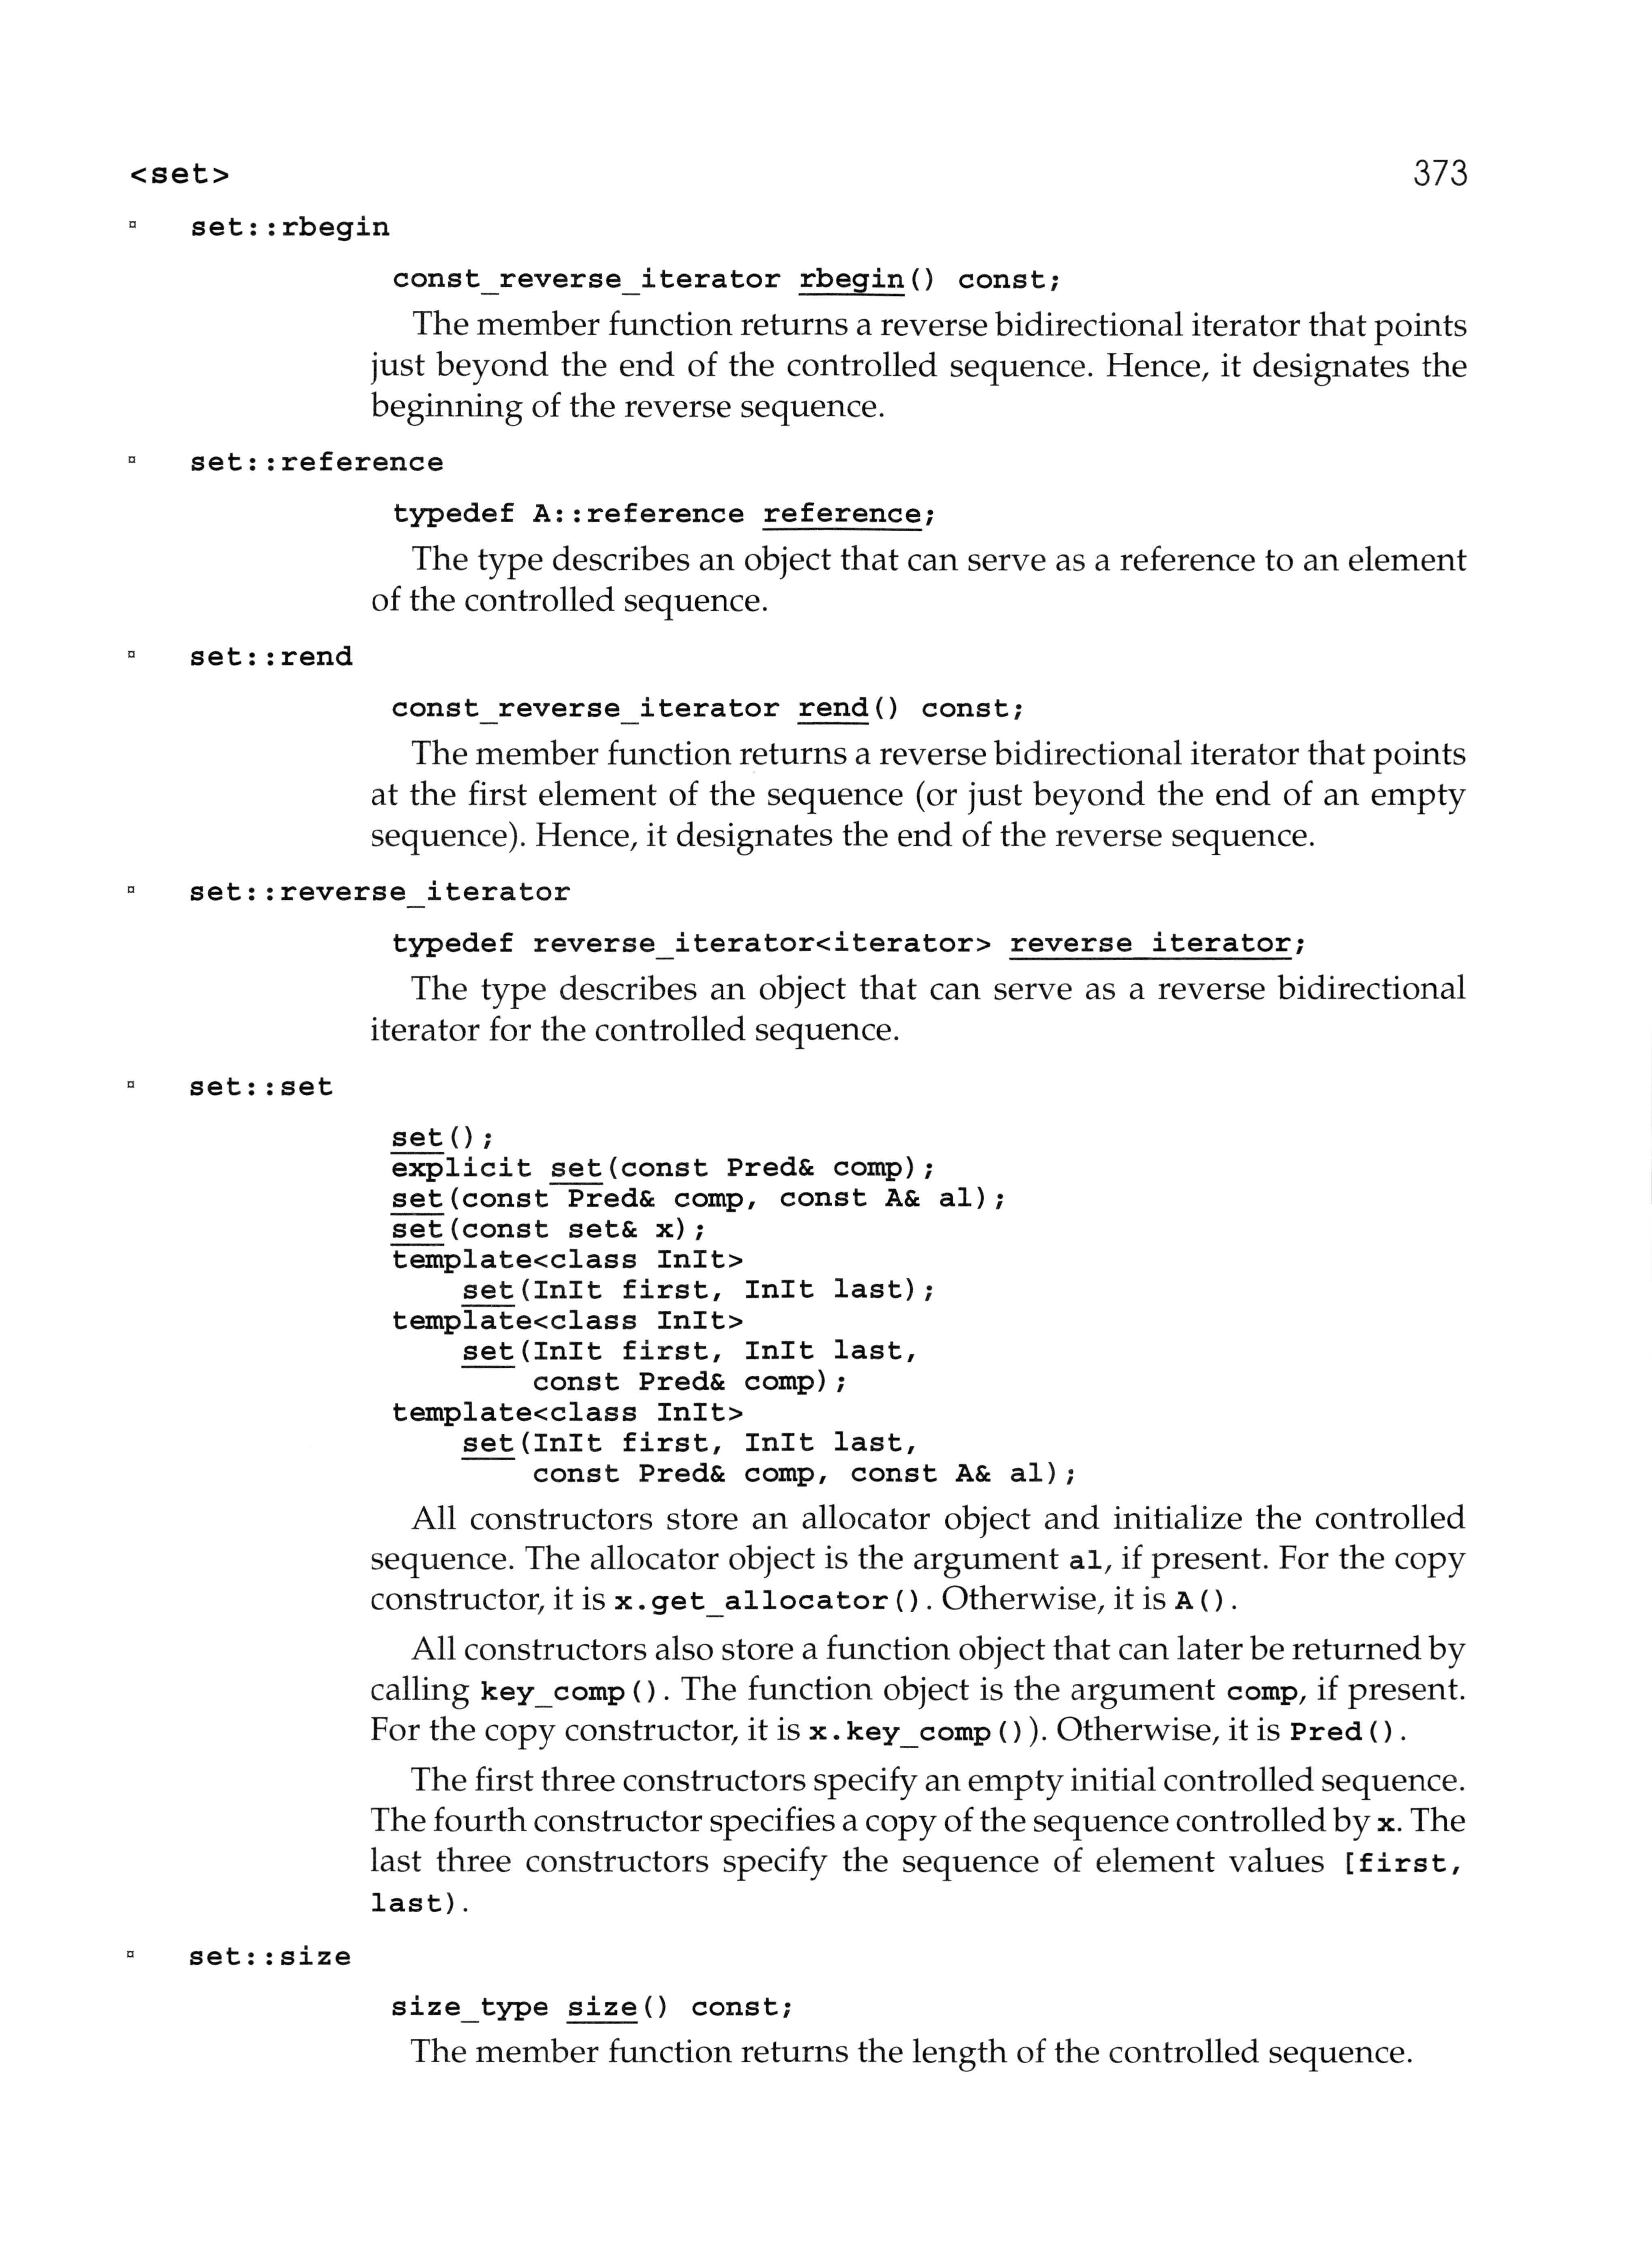 <set> 373
¤ set::rbegin
const_reverse_iterator rbegin() const;
The member function returns a reverse bidirectional iterator that points
just beyond the end of the controlled sequence. Hence, it designates the
beginning of the reverse sequence.
¤ set::reference
typedef A::reference reference;
The type describes an object that can serve as a reference to an element
of the controlled sequence.
¤ set::rend
const_reverse_iterator rend() const;
The member function returns a reverse bidirectional iterator that points
at the first element of the sequence (or just beyond the end of an empty
sequence). Hence, it designates the end of the reverse sequence.
¤ set::reverse_iterator
typedef reverse_iterator<iterator> reverse_iterator;
The type describes an object that can serve as a reverse bidirectional
iterator for the controlled sequence.
¤ set::set
set();
explicit set(const Pred& comp);
set(const Pred& comp, const A& al);
set(const set& x);
template<class InIt>
set(InIt first, InIt last);
template<class InIt>
set(InIt first, InIt last,
const Pred& comp);
template<class InIt>
set(InIt first, InIt last,
const Pred& comp, const A& al);
All constructors store an allocator object and initialize the controlled
sequence. The allocator object is the argument al, if present. For the copy
constructor, it is x.get_allocator(). Otherwise, it is A().
All constructors also store a function object that can later be returned by
calling key_comp(). The function object is the argument comp, if present.
For the copy constructor, it is x.key_comp()). Otherwise, it is Pred().
The first three constructors specify an empty initial controlled sequence.
The fourth constructor specifies a copy of the sequence controlled by x. The
last three constructors specify the sequence of element values [first,
last).
¤ set::size
size_type size() const;
The member function returns the length of the controlled sequence.